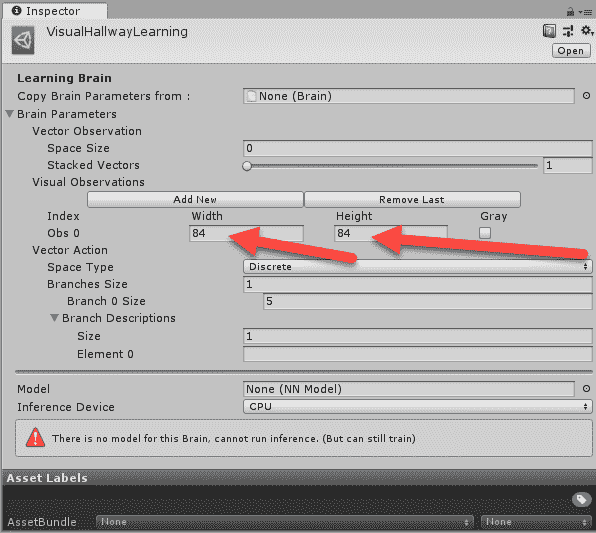 Inspector
VisualHallwayLearning
Open
Learning Brain
Copy Brain Parameters from : None (Brain)
Brain Parameters
Vector Observation
Space Size 0
Stacked Vectors 1
Visual Observations
Add New Remove Last
Index Width Height Gray
Obs 0 84 84
Vector Action
Space Type Discrete
Branches Size 1
Branch 0 Size 5
Branch Descriptions
Size 1
Element 0
Model None (NN Model)
Inference Device CPU
There is no model for this Brain, cannot run inference. (But can still train)
Asset Labels
AssetBundle None None